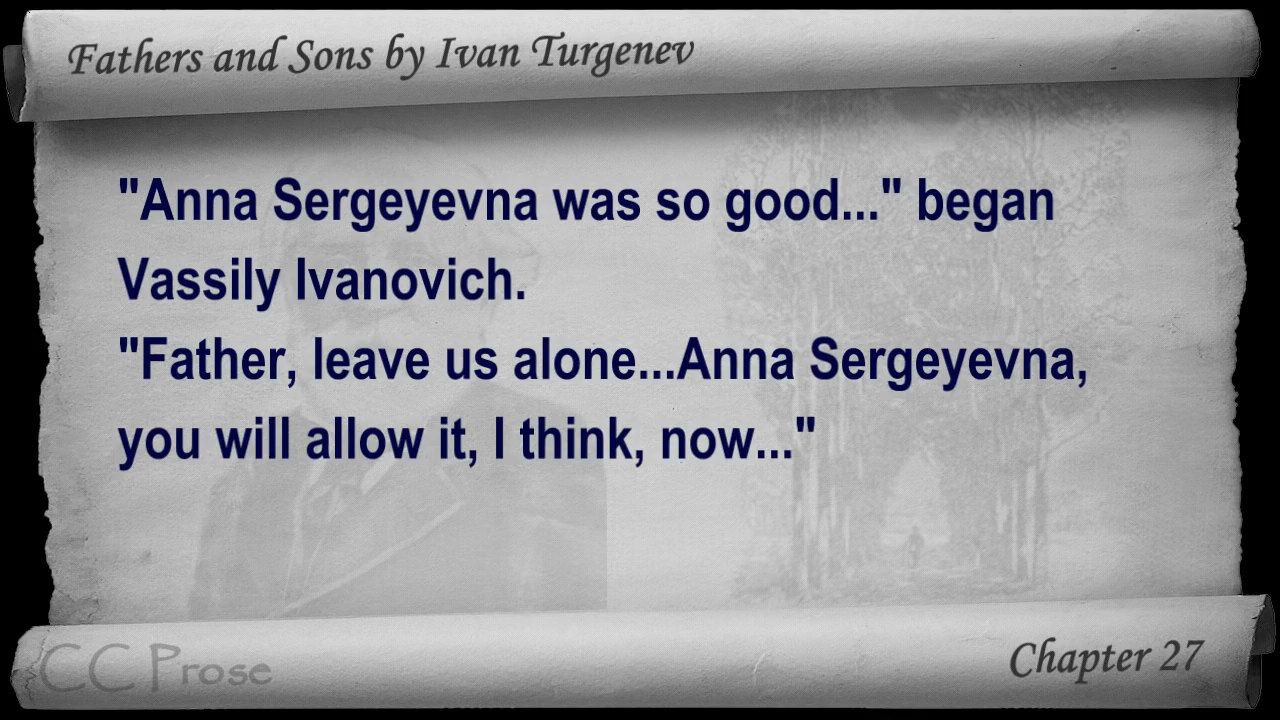 Fathers and Sons by Ivan Turgenev
"Anna Sergeyevna was so good..." began
Vassily Ivanovich.
"Father, leave us alone...Anna Sergeyevna,
you will allow it, I think, now..."
CC Prose
Chapter 27